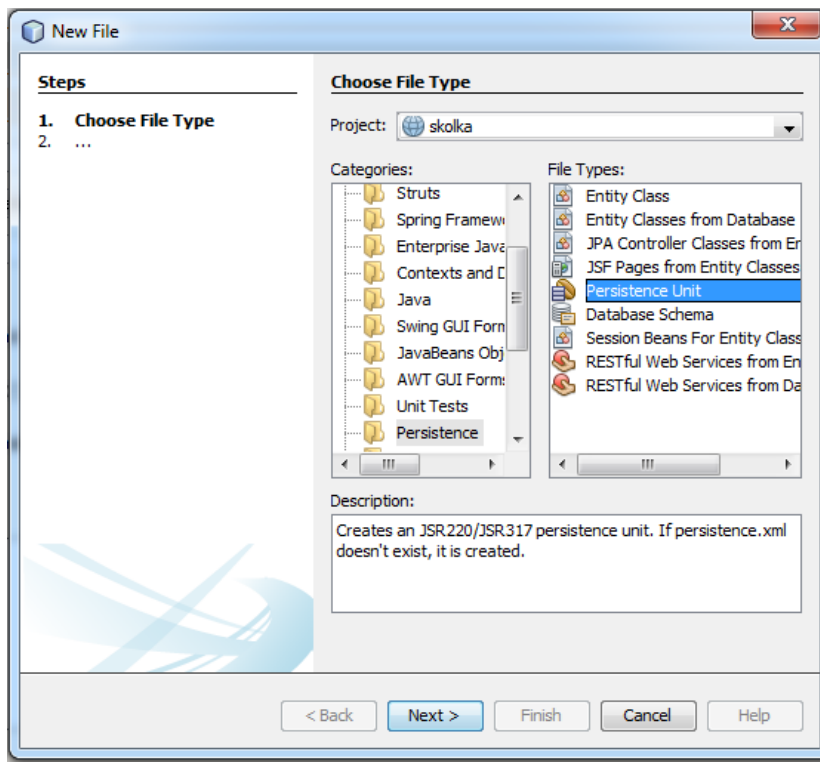 New File
Steps
1. Choose File Type
2. ...
Choose File Type
Project: skolka
Categories:
Struts
Spring Framew
Enterprise Java
Contexts and D
Java
Swing GUI Form
JavaBeans Obj
AWT GUI Forms
Unit Tests
Persistence
File Types:
Entity Class
Entity Classes from Database
JPA Controller Classes from En
JSF Pages from Entity Classes
Persistence Unit
Database Schema
Session Beans For Entity Class
RESTful Web Services from En
RESTful Web Services from Da
Description:
Creates an JSR220/JSR317 persistence unit. If persistence.xml
doesn't exist, it is created.
< Back Next > Finish Cancel Help